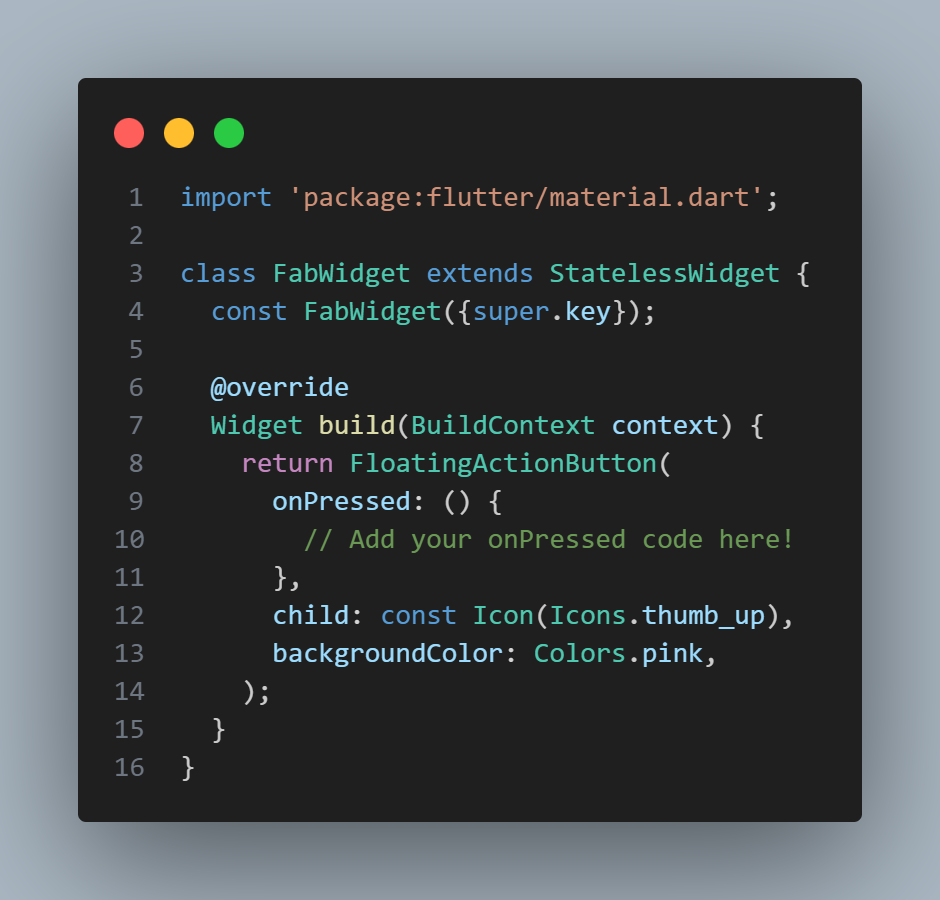 1 import 'package:flutter/material.dart';
2
3 class FabWidget extends StatelessWidget {
4   const FabWidget({super.key});
5
6   @override
7   Widget build(BuildContext context) {
8     return FloatingActionButton(
9       onPressed: () {
10         // Add your onPressed code here!
11       },
12       child: const Icon(Icons.thumb_up),
13       backgroundColor: Colors.pink,
14     );
15   }
16 }